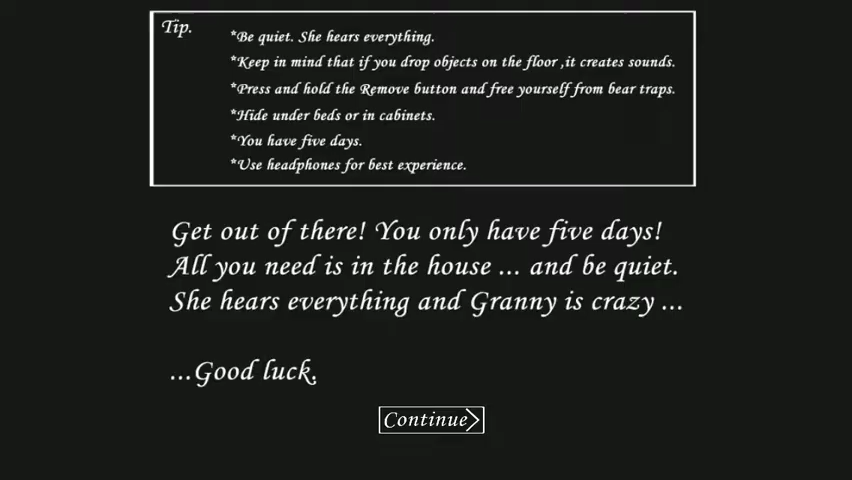 Tip.
*Be quiet. She hears everything.
*Keep in mind that if you drop objects on the floor ,it creates sounds.
*Press and hold the Remove button and free yourself from bear traps.
*Hide under beds or in cabinets.
*You have five days.
*Use headphones for best experience.
Get out of there! You only have five days!
All you need is in the house ... and be quiet.
She hears everything and Granny is crazy ...
...Good luck.
Continue>